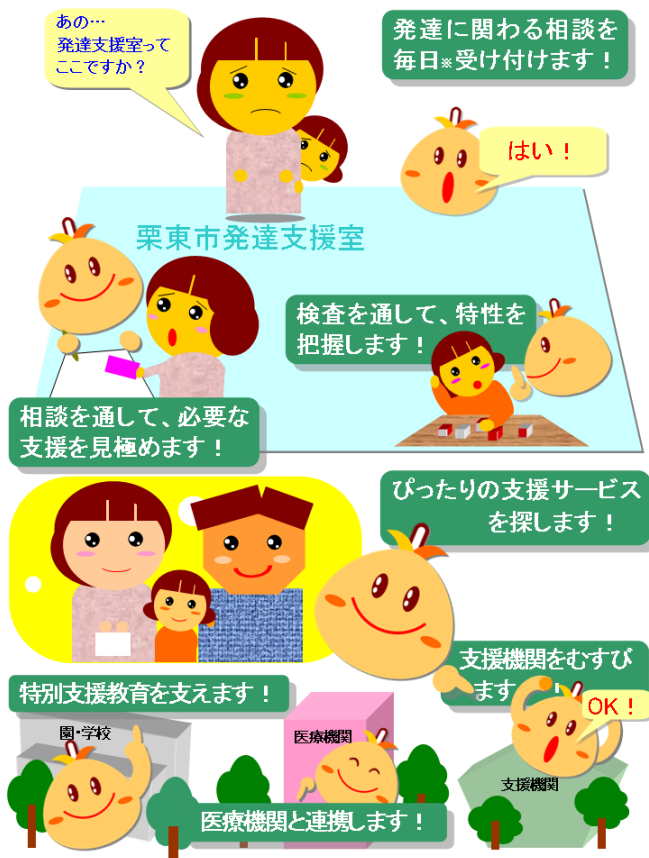 あの…
発達支援室って
ここですか？
発達に関わる相談を
毎日※受け付けます！
はい！
栗東市発達支援室
検査を通して、特性を
把握します！
相談を通して、必要な
支援を見極めます！
ぴったりの支援サービス
を探します！
支援機関をむすび
ます
！
OK！
特別支援教育を支えます！
園・学校
医療機関
支援機関
医療機関と連携します！